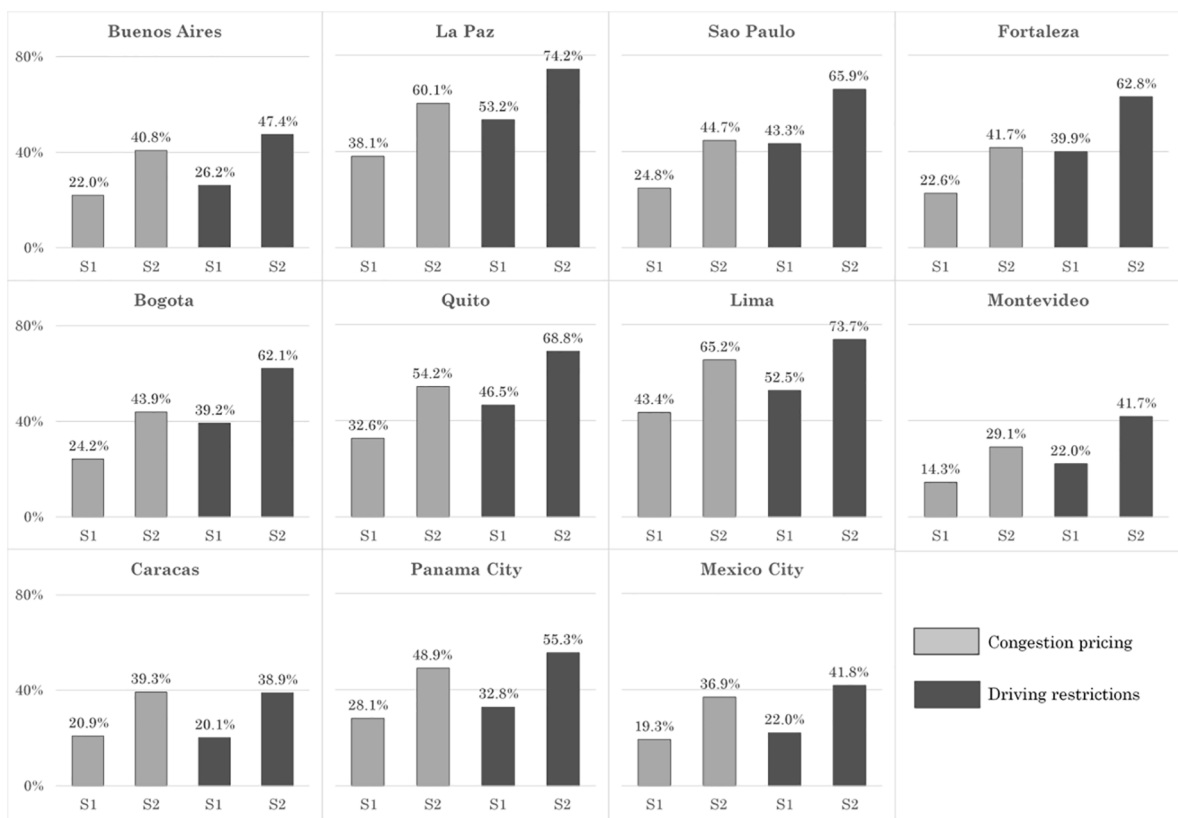 Buenos Aires
80%
40%
0%
22.0%
40.8%
26.2%
47.4%
S1 S2 S1 S2
La Paz
38.1%
60.1%
53.2%
74.2%
S1 S2 S1 S2
Sao Paulo
24.8%
44.7%
43.3%
65.9%
S1 S2 S1 S2
Fortaleza
22.6%
41.7%
39.9%
62.8%
S1 S2 S1 S2
Bogota
80%
40%
0%
24.2%
43.9%
39.2%
62.1%
S1 S2 S1 S2
Quito
32.6%
54.2%
46.5%
68.8%
S1 S2 S1 S2
Lima
43.4%
65.2%
52.5%
73.7%
S1 S2 S1 S2
Montevideo
14.3%
29.1%
22.0%
41.7%
S1 S2 S1 S2
Caracas
80%
40%
0%
20.9%
39.3%
20.1%
38.9%
S1 S2 S1 S2
Panama City
28.1%
48.9%
32.8%
55.3%
S1 S2 S1 S2
Mexico City
19.3%
36.9%
22.0%
41.8%
S1 S2 S1 S2
Congestion pricing
Driving restrictions